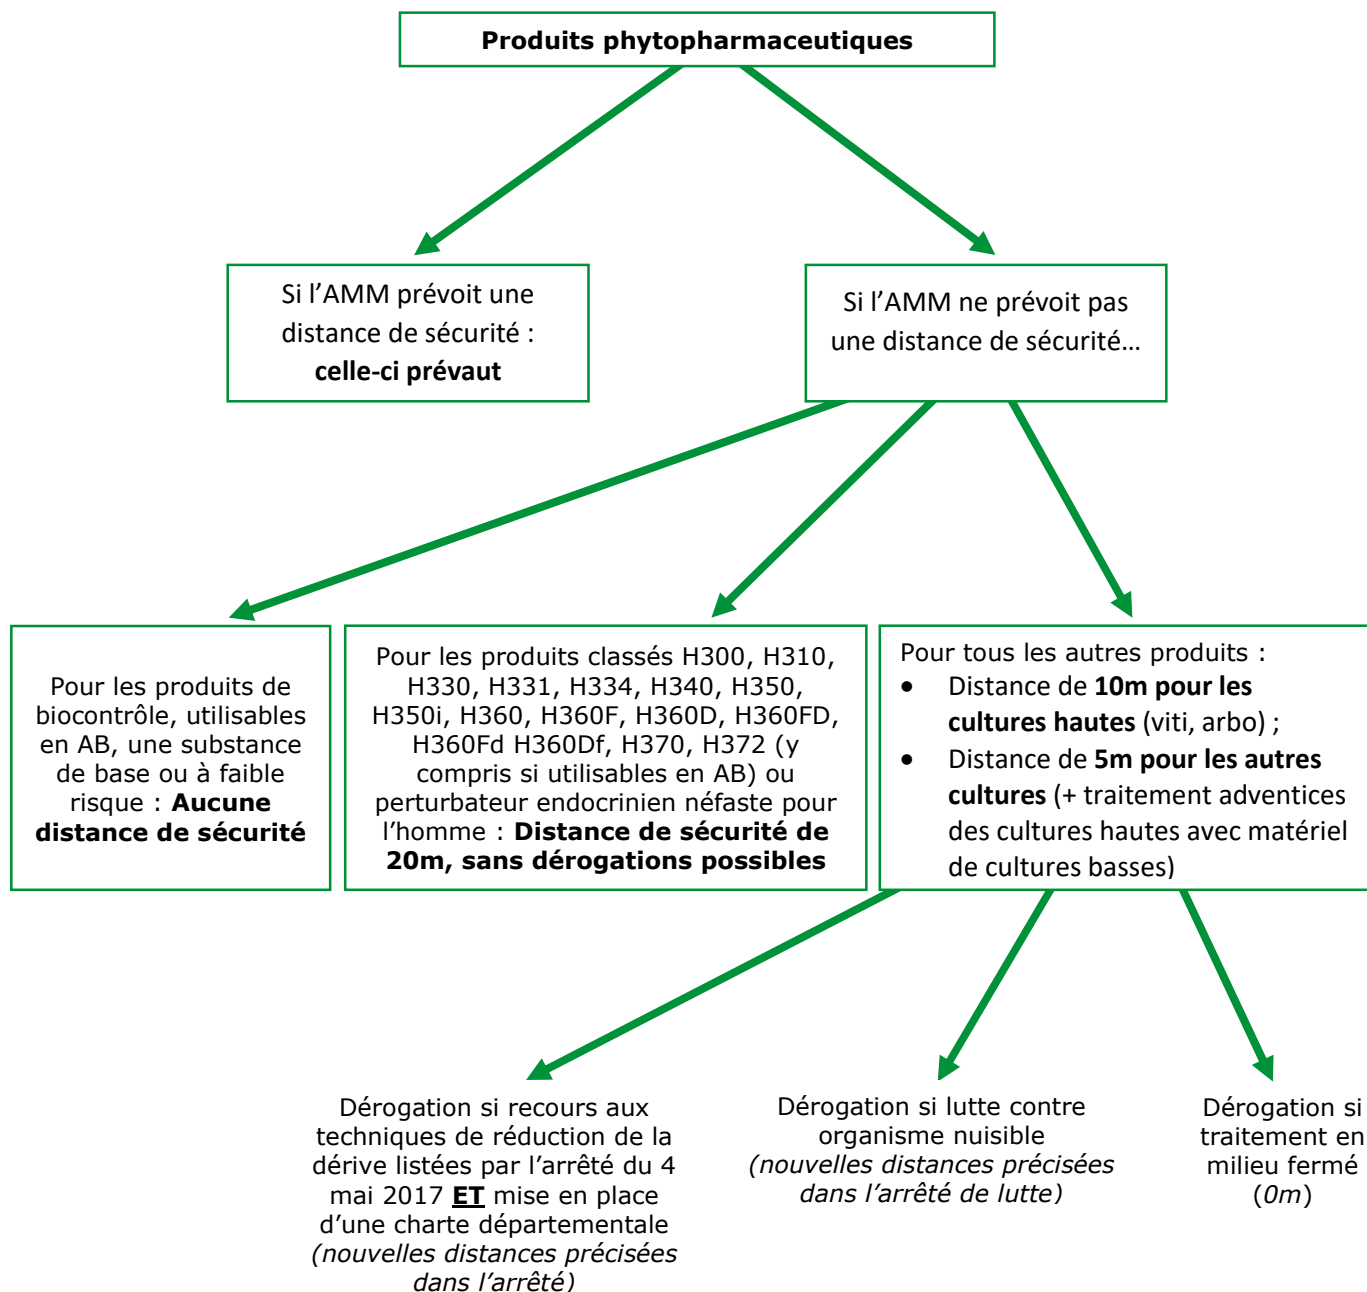 Produits phytopharmaceutiques
Si l’AMM prévoit une
distance de sécurité :
celle-ci prévaut
Si l’AMM ne prévoit pas
une distance de sécurité…
Pour les produits de
biocontrôle, utilisables
en AB, une substance
de base ou à faible
risque : Aucune
distance de sécurité
Pour les produits classés H300, H310,
H330, H331, H334, H340, H350,
H350i, H360, H360F, H360D, H360FD,
H360Fd H360Df, H370, H372 (y
compris si utilisables en AB) ou
perturbateur endocrinien néfaste pour
l’homme : Distance de sécurité de
20m, sans dérogations possibles
Pour tous les autres produits :
• Distance de 10m pour les
cultures hautes (viti, arbo) ;
• Distance de 5m pour les autres
cultures (+ traitement adventices
des cultures hautes avec matériel
de cultures basses)
Dérogation si recours aux
techniques de réduction de la
dérive listées par l’arrêté du 4
mai 2017 ET mise en place
d’une charte départementale
(nouvelles distances précisées
dans l’arrêté)
Dérogation si lutte contre
organisme nuisible
(nouvelles distances précisées
dans l’arrêté de lutte)
Dérogation si
traitement en
milieu fermé
(0m)